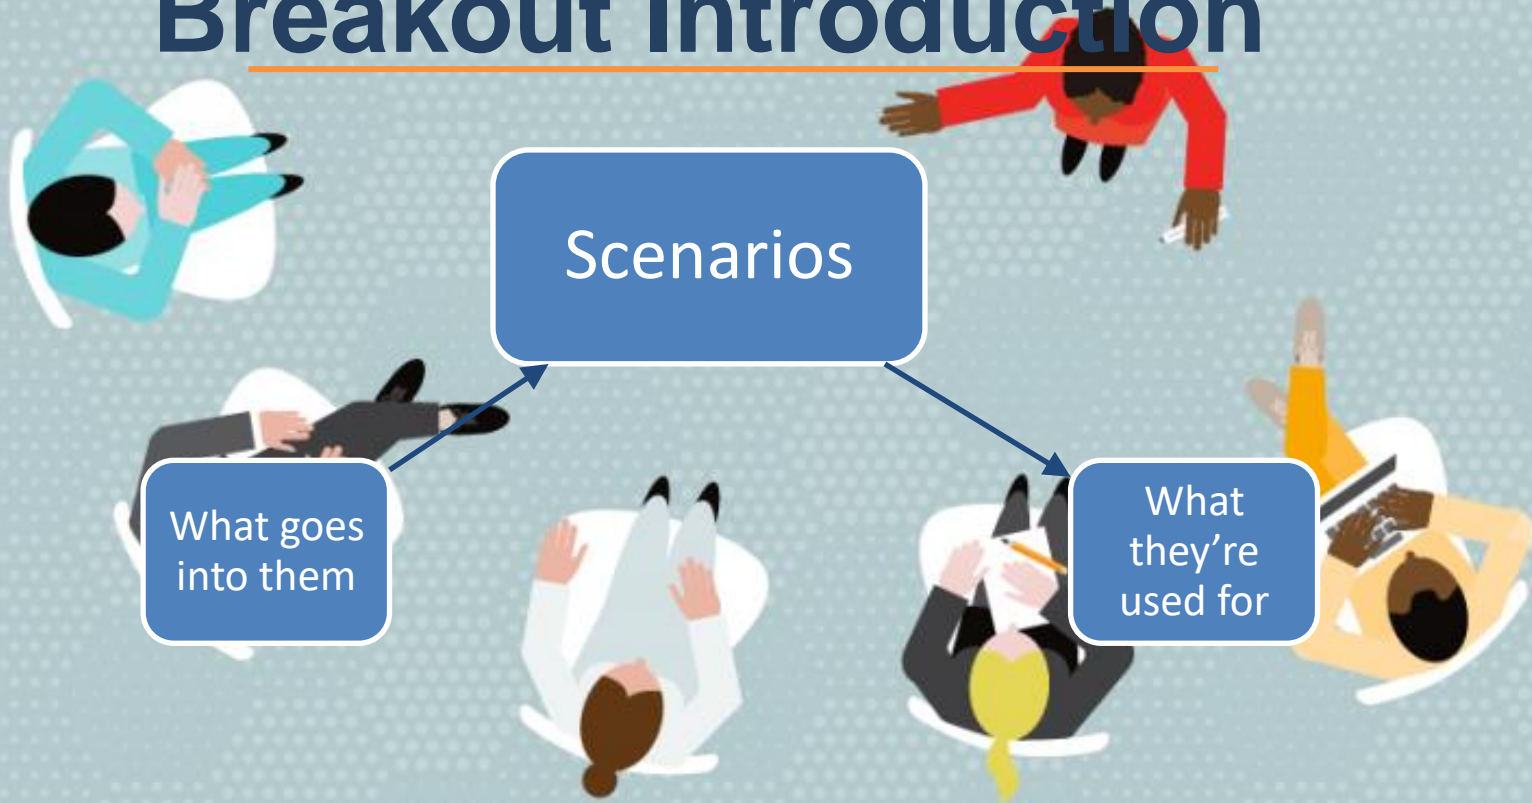 Breakout Introduction
Scenarios
What goes
into them
What
they’re
used for